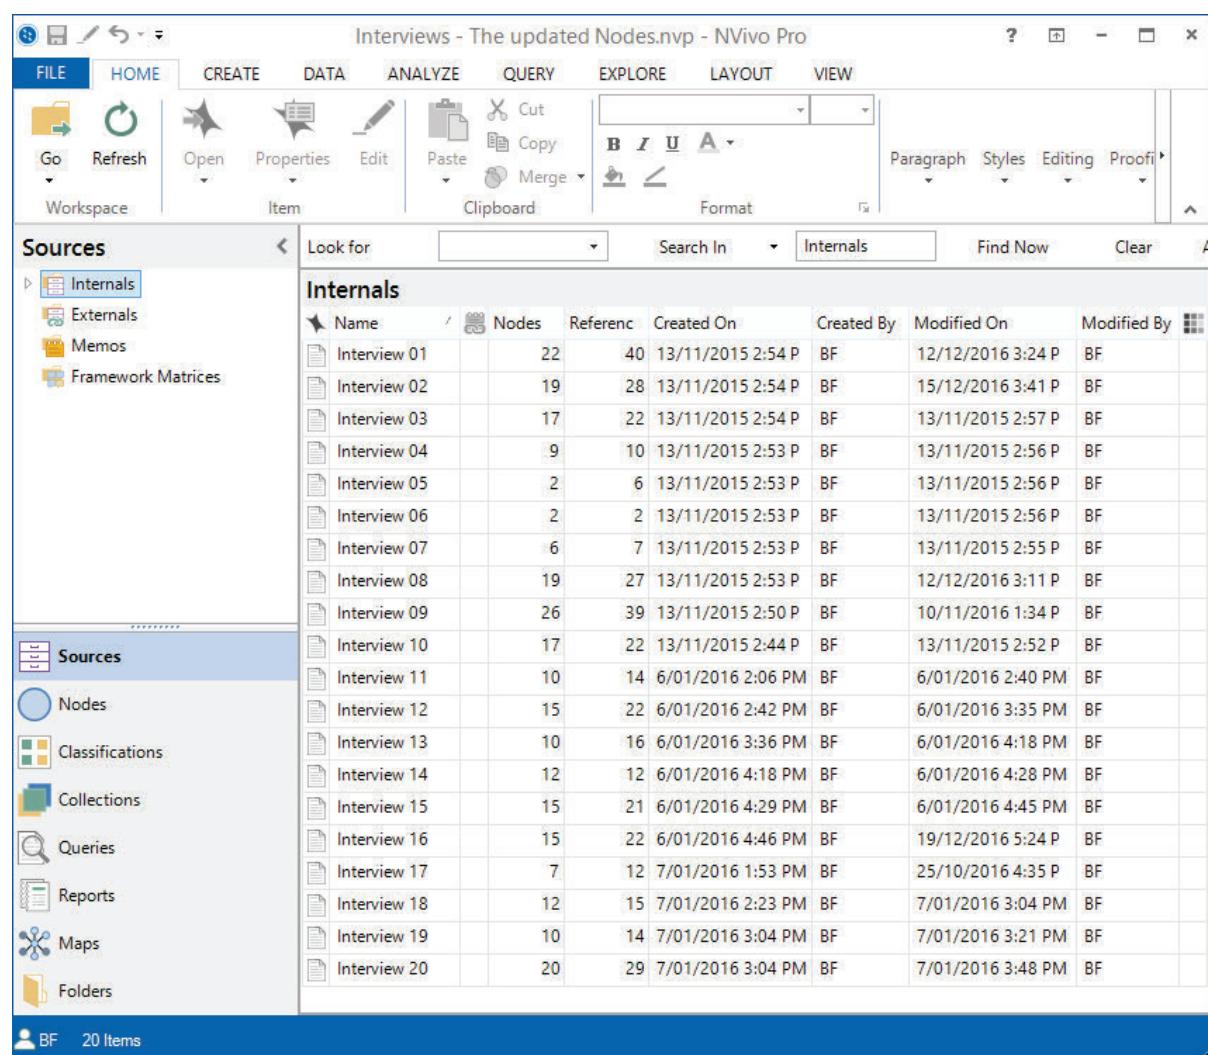 Interviews - The updated Nodes.nvp - NVivo Pro ?
FILE HOME CREATE DATA ANALYZE QUERY EXPLORE LAYOUT VIEW
Go Refresh Open Properties Edit Paste Cut Copy Merge B I U A Paragraph Styles Editing Proofi
Workspace Item Clipboard Format
Sources Look for Search In Internals Find Now Clear A
Internals
Externals
Memos
Framework Matrices
Internals
Name Nodes Referenc Created On Created By Modified On Modified By
Interview 01 22 40 13/11/2015 2:54 P BF 12/12/2016 3:24 P BF
Interview 02 19 28 13/11/2015 2:54 P BF 15/12/2016 3:41 P BF
Interview 03 17 22 13/11/2015 2:54 P BF 13/11/2015 2:57 P BF
Interview 04 9 10 13/11/2015 2:53 P BF 13/11/2015 2:56 P BF
Interview 05 2 6 13/11/2015 2:53 P BF 13/11/2015 2:56 P BF
Interview 06 2 2 13/11/2015 2:53 P BF 13/11/2015 2:56 P BF
Interview 07 6 7 13/11/2015 2:53 P BF 13/11/2015 2:55 P BF
Interview 08 19 27 13/11/2015 2:53 P BF 12/12/2016 3:11 P BF
Interview 09 26 39 13/11/2015 2:50 P BF 10/11/2016 1:34 P BF
Interview 10 17 22 13/11/2015 2:44 P BF 13/11/2015 2:52 P BF
Interview 11 10 14 6/01/2016 2:06 PM BF 6/01/2016 2:40 PM BF
Interview 12 15 22 6/01/2016 2:42 PM BF 6/01/2016 3:35 PM BF
Interview 13 10 16 6/01/2016 3:36 PM BF 6/01/2016 4:18 PM BF
Interview 14 12 12 6/01/2016 4:18 PM BF 6/01/2016 4:28 PM BF
Interview 15 15 21 6/01/2016 4:29 PM BF 6/01/2016 4:45 PM BF
Interview 16 15 22 6/01/2016 4:46 PM BF 19/12/2016 5:24 P BF
Interview 17 7 12 7/01/2016 1:53 PM BF 25/10/2016 4:35 P BF
Interview 18 12 15 7/01/2016 2:23 PM BF 7/01/2016 3:04 PM BF
Interview 19 10 14 7/01/2016 3:04 PM BF 7/01/2016 3:21 PM BF
Interview 20 20 29 7/01/2016 3:04 PM BF 7/01/2016 3:48 PM BF
Sources
Nodes
Classifications
Collections
Queries
Reports
Maps
Folders
BF 20 Items